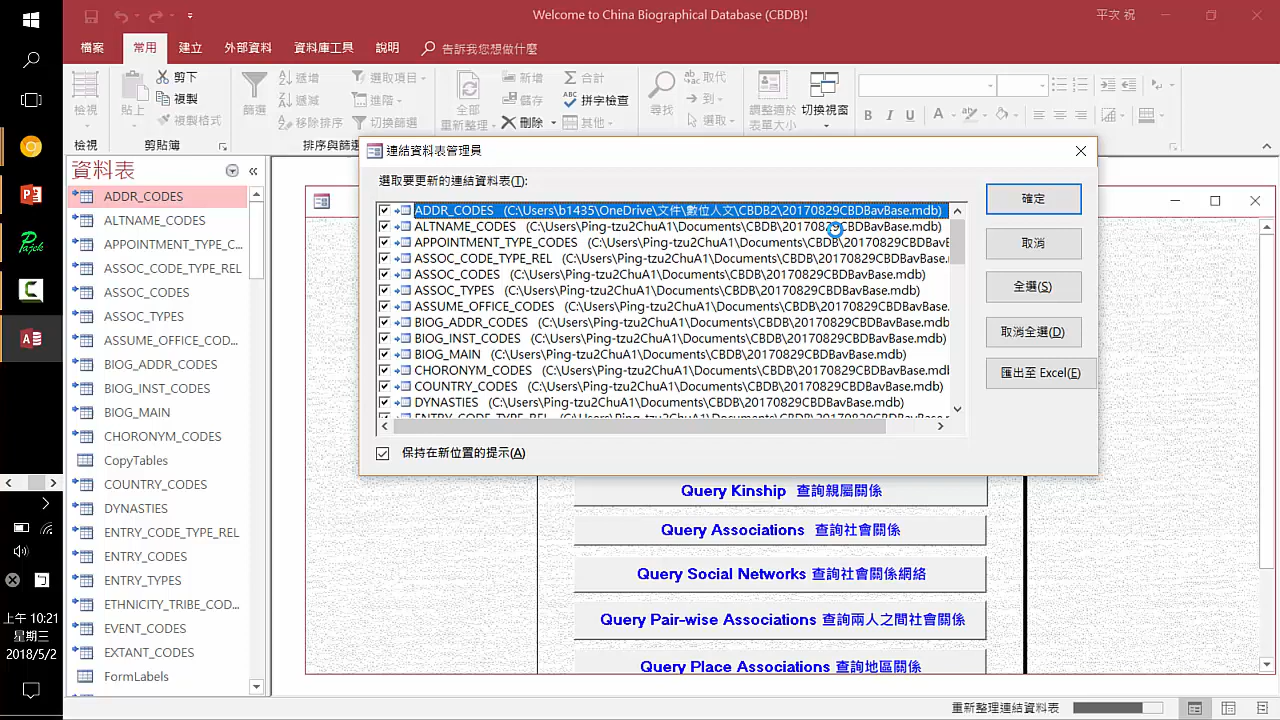 Welcome to China Biographical Database (CBDB)!
平次 祝
檔案
常用
建立
外部資料
資料庫工具
說明
告訴我您想做什麼
檢視
貼上
剪下
複製
複製格式
篩選
遞增
遞減
移除排序
選取項目
進階
切換篩選
全部
重新整理
新增
儲存
刪除
合計
拼字檢查
其他
尋找
取代
到
選取
調整適於
表單大小
切換視窗
B I U A
檢視
剪貼簿
排序與篩選
資料表
ADDR_CODES
ALTNAME_CODES
APPOINTMENT_TYPE_C...
ASSOC_CODE_TYPE_REL
ASSOC_CODES
ASSOC_TYPES
ASSUME_OFFICE_COD...
BIOG_ADDR_CODES
BIOG_INST_CODES
BIOG_MAIN
CHORONYM_CODES
CopyTables
COUNTRY_CODES
DYNASTIES
ENTRY_CODE_TYPE_REL
ENTRY_CODES
ENTRY_TYPES
ETHNICITY_TRIBE_COD...
EVENT_CODES
EXTANT_CODES
FormLabels
連結資料表管理員
選取要更新的連結資料表(T):
ADDR_CODES (C:\Users\b1435\OneDrive\文件\數位人文\CBDB2\20170829CBDBavBase.mdb)
ALTNAME_CODES (C:\Users\Ping-tzu2ChuA1\Documents\CBDB\20170829CBDBavBase.mdb)
APPOINTMENT_TYPE_CODES (C:\Users\Ping-tzu2ChuA1\Documents\CBDB\20170829CBDBavBase
ASSOC_CODE_TYPE_REL (C:\Users\Ping-tzu2ChuA1\Documents\CBDB\20170829CBDBavBase.m
ASSOC_CODES (C:\Users\Ping-tzu2ChuA1\Documents\CBDB\20170829CBDBavBase.mdb)
ASSOC_TYPES (C:\Users\Ping-tzu2ChuA1\Documents\CBDB\20170829CBDBavBase.mdb)
ASSUME_OFFICE_CODES (C:\Users\Ping-tzu2ChuA1\Documents\CBDB\20170829CBDBavBase.
BIOG_ADDR_CODES (C:\Users\Ping-tzu2ChuA1\Documents\CBDB\20170829CBDBavBase.mdb
BIOG_INST_CODES (C:\Users\Ping-tzu2ChuA1\Documents\CBDB\20170829CBDBavBase.mdb)
BIOG_MAIN (C:\Users\Ping-tzu2ChuA1\Documents\CBDB\20170829CBDBavBase.mdb)
CHORONYM_CODES (C:\Users\Ping-tzu2ChuA1\Documents\CBDB\20170829CBDBavBase.mdb
COUNTRY_CODES (C:\Users\Ping-tzu2ChuA1\Documents\CBDB\20170829CBDBavBase.mdb)
DYNASTIES (C:\Users\Ping-tzu2ChuA1\Documents\CBDB\20170829CBDBavBase.mdb)
保持在新位置的提示(A)
確定
取消
全選(S)
取消全選(D)
匯出至 Excel(E)
Query Kinship 查詢親屬關係
Query Associations 查詢社會關係
Query Social Networks 查詢社會關係網絡
Query Pair-wise Associations 查詢兩人之間社會關係
Query Place Associations 查詢地區關係
上午 10:21
星期三
2018/5/2
重新整理連結資料表